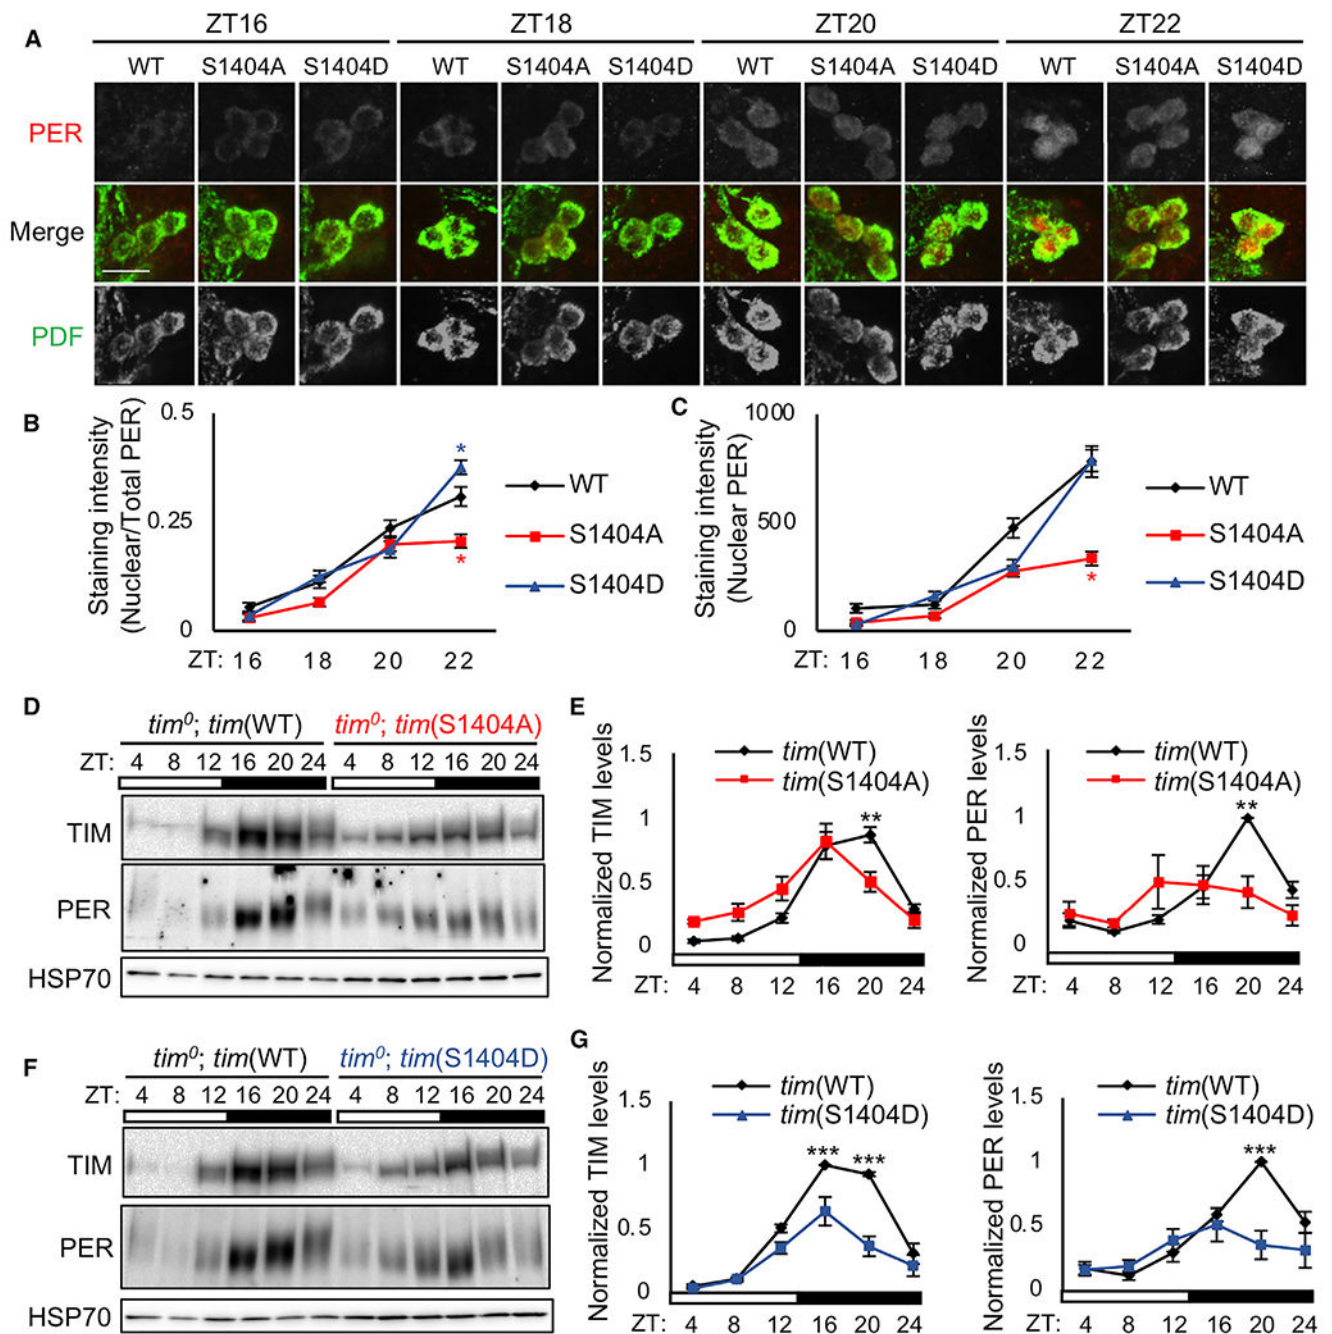 A
ZT16 ZT18 ZT20 ZT22
WT S1404A S1404D WT S1404A S1404D WT S1404A S1404D WT S1404A S1404D
PER
Merge
PDF
B
Staining intensity
(Nuclear/Total PER)
0.5
0.25
0
ZT: 16 18 20 22
*
*
WT
S1404A
S1404D
C
Staining intensity
(Nuclear PER)
1000
500
0
ZT: 16 18 20 22
*
WT
S1404A
S1404D
D
tim⁰; tim(WT) tim⁰; tim(S1404A)
ZT: 4 8 12 16 20 24 4 8 12 16 20 24
TIM
PER
HSP70
E
Normalized TIM levels
1.5
1
0.5
0
tim(WT)
tim(S1404A)
**
ZT: 4 8 12 16 20 24
Normalized PER levels
1.5
1
0.5
0
tim(WT)
tim(S1404A)
**
ZT: 4 8 12 16 20 24
F
tim⁰; tim(WT) tim⁰; tim(S1404D)
ZT: 4 8 12 16 20 24 4 8 12 16 20 24
TIM
PER
HSP70
G
Normalized TIM levels
1.5
1
0.5
0
tim(WT)
tim(S1404D)
*** ***
ZT: 4 8 12 16 20 24
Normalized PER levels
1.5
1
0.5
0
tim(WT)
tim(S1404D)
***
ZT: 4 8 12 16 20 24